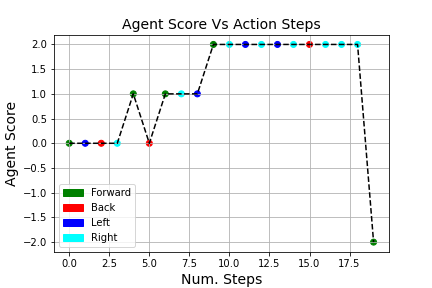 Agent Score Vs Action Steps
Agent Score
2.0
1.5
1.0
0.5
0.0
−0.5
−1.0
−1.5
−2.0
Forward
Back
Left
Right
0.0 2.5 5.0 7.5 10.0 12.5 15.0 17.5
Num. Steps